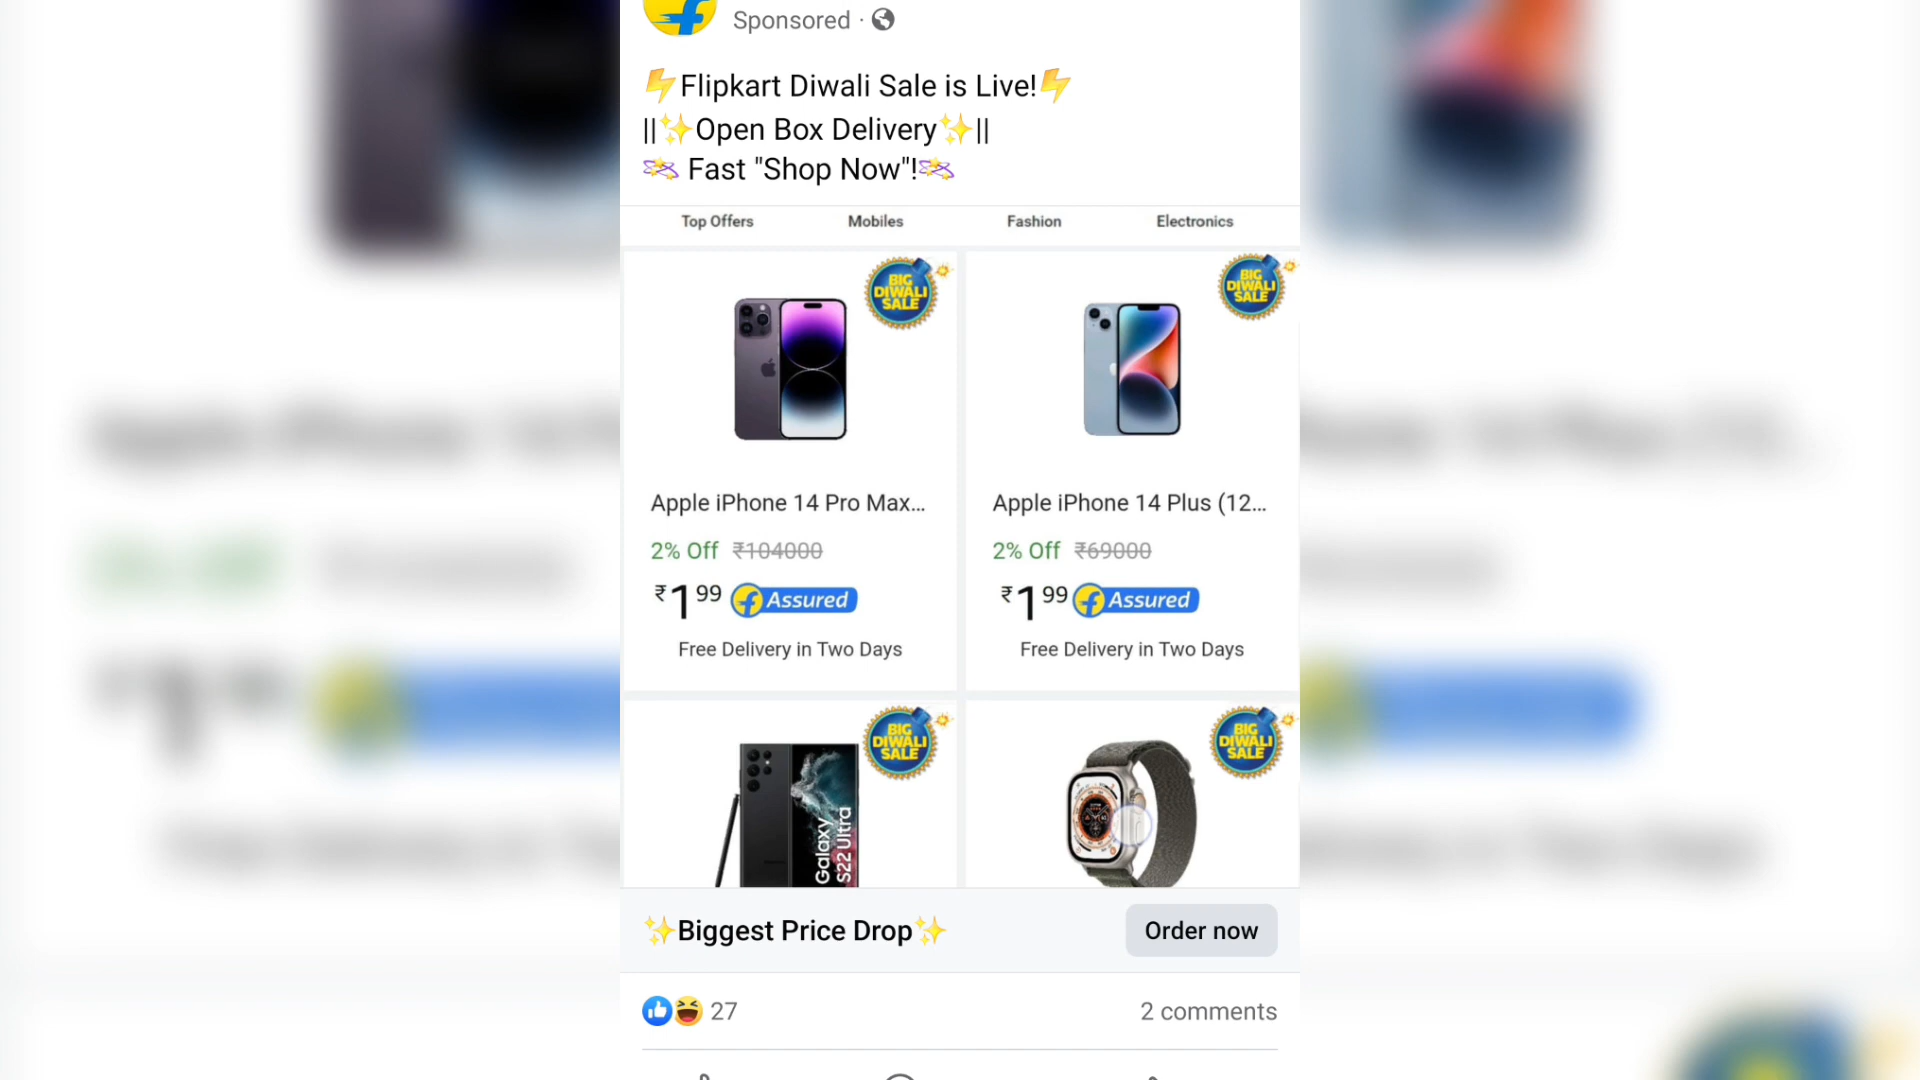 Sponsored ·
⚡Flipkart Diwali Sale is Live!⚡
||✨Open Box Delivery✨||
💫 Fast "Shop Now"!💫
Top Offers Mobiles Fashion Electronics
BIG DIWALI SALE
BIG DIWALI SALE
Apple iPhone 14 Pro Max... Apple iPhone 14 Plus (12...
2% Off ₹104000 2% Off ₹69000
₹1 99 Assured ₹1 99 Assured
Free Delivery in Two Days Free Delivery in Two Days
BIG DIWALI SALE
BIG DIWALI SALE
Galaxy
S22 Ultra
✨Biggest Price Drop✨ Order now
27 2 comments